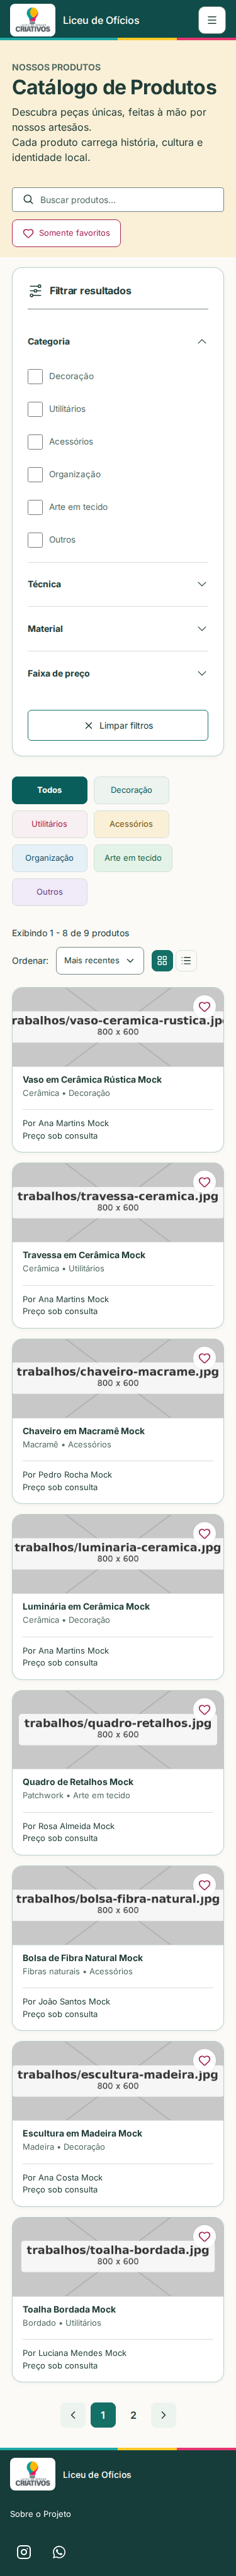 CRIATIVOS
Liceu de Ofícios
NOSSOS PRODUTOS
Catálogo de Produtos
Descubra peças únicas, feitas à mão por
nossos artesãos.
Cada produto carrega história, cultura e
identidade local.
Buscar produtos...
Somente favoritos
Filtrar resultados
Categoria
Decoração
Utilitários
Acessórios
Organização
Arte em tecido
Outros
Técnica
Material
Faixa de preço
Limpar filtros
Todos
Decoração
Utilitários
Acessórios
Organização
Arte em tecido
Outros
Exibindo 1 - 8 de 9 produtos
Ordenar:
Mais recentes
rabalhos/vaso-ceramica-rustica.jp
800 x 600
Vaso em Cerâmica Rústica Mock
Cerâmica • Decoração
Por Ana Martins Mock
Preço sob consulta
trabalhos/travessa-ceramica.jpg
800 x 600
Travessa em Cerâmica Mock
Cerâmica • Utilitários
Por Ana Martins Mock
Preço sob consulta
trabalhos/chaveiro-macrame.jpg
800 x 600
Chaveiro em Macramê Mock
Macramê • Acessórios
Por Pedro Rocha Mock
Preço sob consulta
trabalhos/luminaria-ceramica.jpg
800 x 600
Luminária em Cerâmica Mock
Cerâmica • Decoração
Por Ana Martins Mock
Preço sob consulta
trabalhos/quadro-retalhos.jpg
800 x 600
Quadro de Retalhos Mock
Patchwork • Arte em tecido
Por Rosa Almeida Mock
Preço sob consulta
trabalhos/bolsa-fibra-natural.jpg
800 x 600
Bolsa de Fibra Natural Mock
Fibras naturais • Acessórios
Por João Santos Mock
Preço sob consulta
trabalhos/escultura-madeira.jpg
800 x 600
Escultura em Madeira Mock
Madeira • Decoração
Por Ana Costa Mock
Preço sob consulta
trabalhos/toalha-bordada.jpg
800 x 600
Toalha Bordada Mock
Bordado • Utilitários
Por Luciana Mendes Mock
Preço sob consulta
1
2
CRIATIVOS
Liceu de Ofícios
Sobre o Projeto